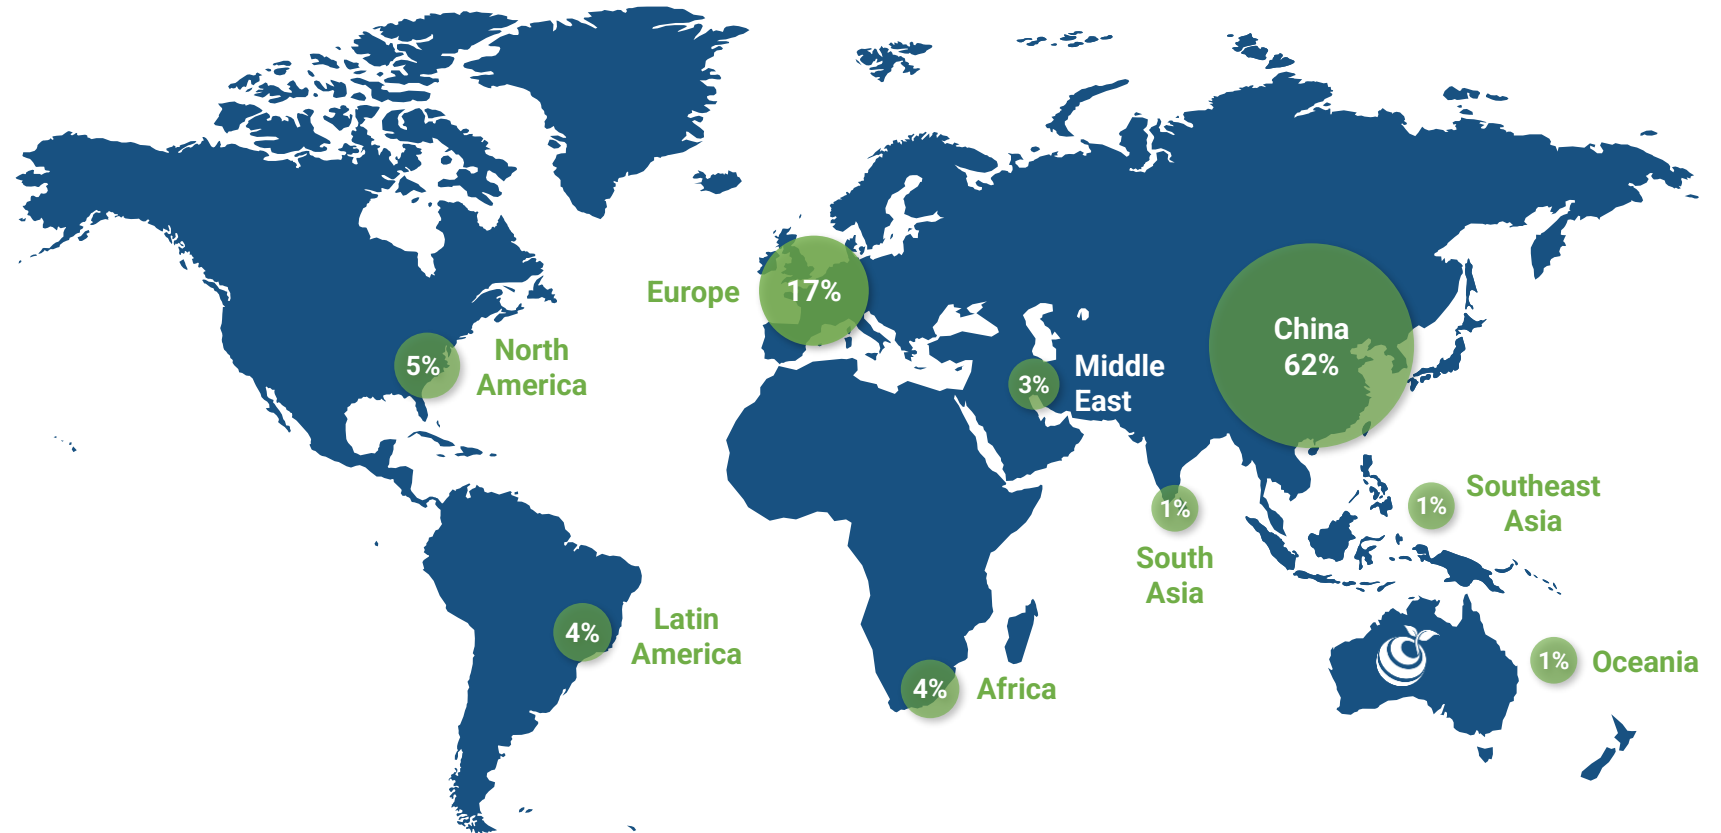 Europe
17%
China
62%
5%
North
America
3%
Middle
East
1%
South
Asia
1%
Southeast
Asia
4%
Latin
America
4%
Africa
1%
Oceania